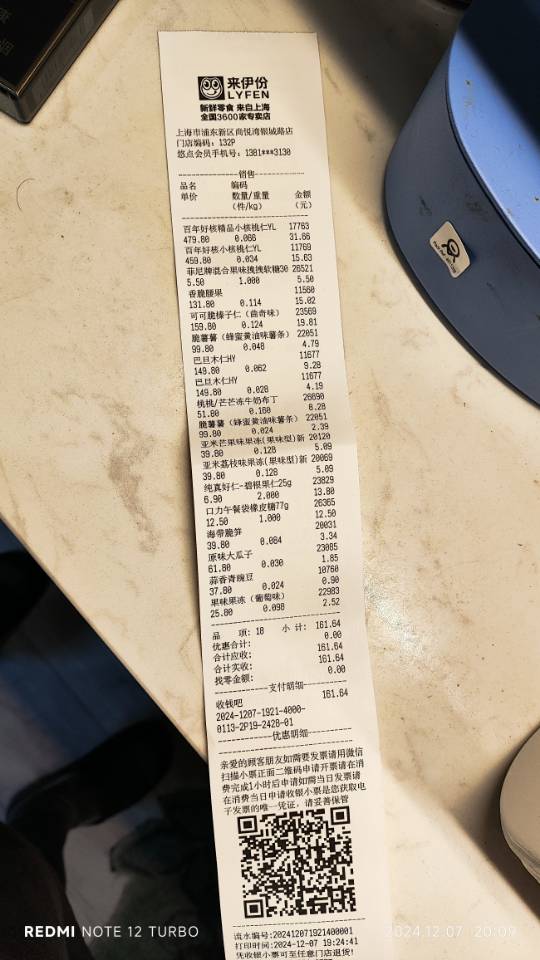 来伊份
LYFEN
新鲜零食 来自上海
全国3600家专卖店
上海市浦东新区尚悦湾银城路店
门店编码：132P
悠点会员手机号：1381***3130
销售
品名 编码
单价 数量/重量 金额
(件/kg) (元)
百年好核精品小核桃仁YL 17763
479.80 0.066 31.66
百年好核小核桃仁YL 11769
459.80 0.034 15.63
菲尼牌混合果味拽拽软糖30 26521
5.50 1.000 5.50
香脆腰果 11560
131.80 0.114 15.02
可可脆榛子仁（曲奇味） 23569
159.80 0.124 19.81
脆薯薯（蜂蜜黄油味薯条） 22051
99.80 0.048 4.79
巴旦木仁HY 11677
149.80 0.062 9.28
巴旦木仁HY 11677
149.80 0.028 4.19
桃桃/芒芒冻牛奶布丁 26690
51.80 0.160 8.28
脆薯薯（蜂蜜黄油味薯条） 22051
99.80 0.024 2.39
亚米芒果味果冻(果味型)新 20120
39.80 0.128 5.09
亚米荔枝味果冻(果味型)新 20069
39.80 0.128 5.09
纯真好仁-碧根果仁25g 23829
6.90 2.000 13.80
口力午餐袋橡皮糖77g 26365
12.50 1.000 12.50
海带脆笋 20031
39.80 0.084 3.34
原味大瓜子 23085
61.80 0.030 1.85
蒜香青豌豆 10760
37.80 0.024 0.90
果味果冻（葡萄味） 22983
25.80 0.098 2.52
品 项: 18 小 计: 161.64
优惠合计: 0.00
合计应收: 161.64
合计实收: 161.64
找零金额: 0.00
支付明细
收钱吧 161.64
2024-1207-1921-4000-
0113-2P19-2428-01
优惠明细
亲爱的顾客朋友如需要发票请用微信
扫描小票正面二维码申请开票请在消
费完成1小时后申请如需当日发票请
在消费当日申请收银小票是您获取电
子发票的唯一凭证，请妥善保管
流水编号:202412071921400001
打印时间:2024-12-07 19:24:41
凭收银小票可至任意门店退货!
REDMI NOTE 12 TURBO
2024.12.07 20:09